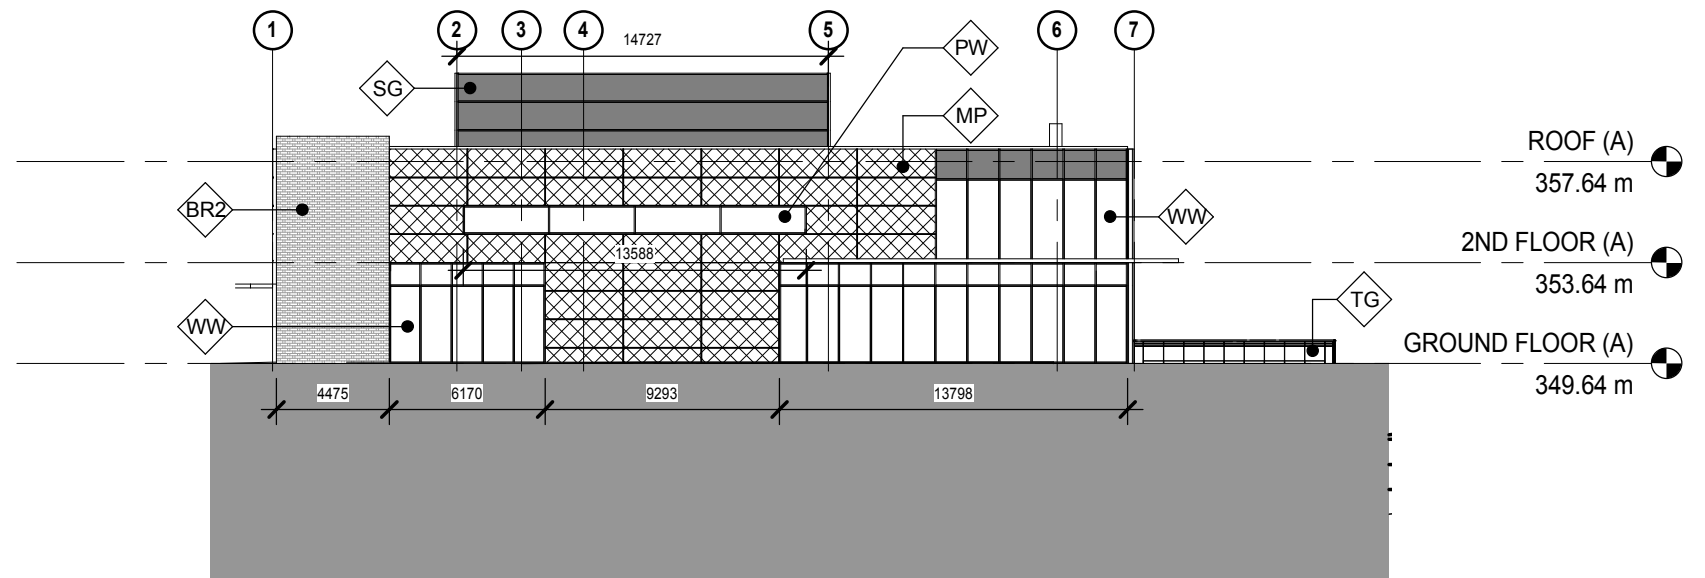 1
2
3
4
5
6
7
14727
PW
SG
MP
ROOF (A)
357.64 m
BR2
WW
2ND FLOOR (A)
353.64 m
13588
TG
WW
GROUND FLOOR (A)
349.64 m
4475
6170
9293
13798